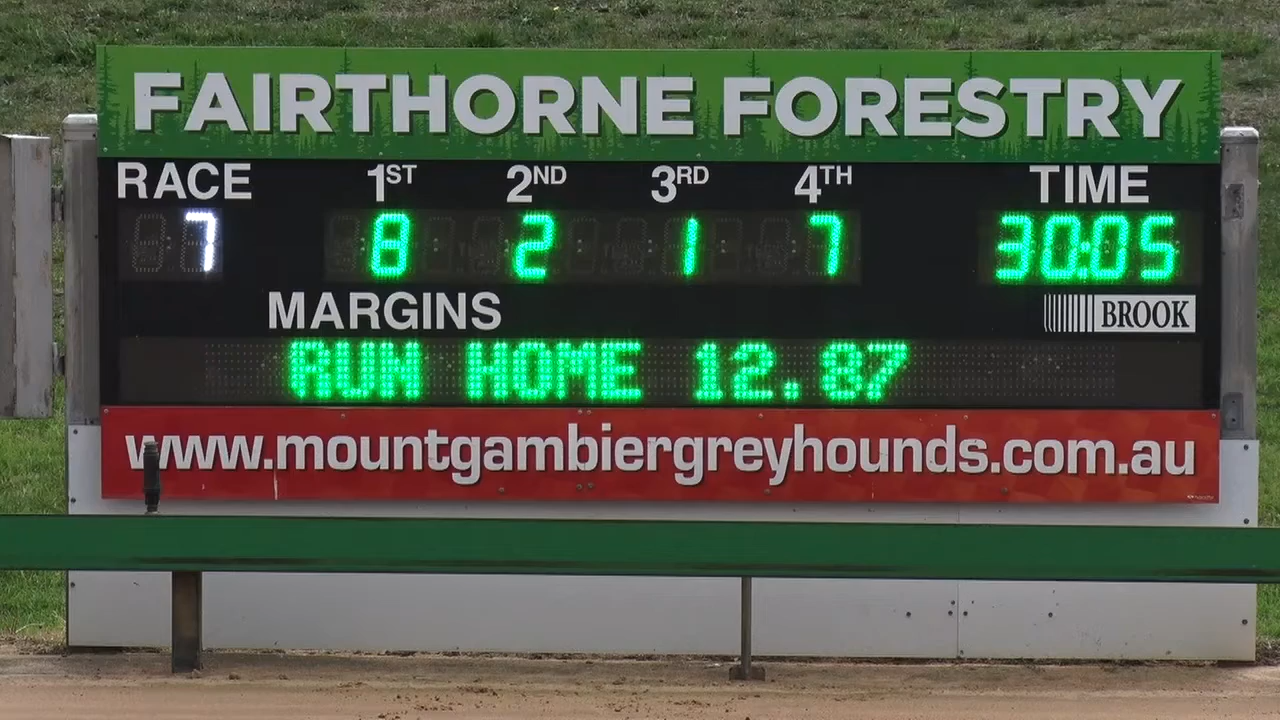 FAIRTHORNE FORESTRY
RACE 1ST 2ND 3RD 4TH TIME
7 8 2 1 7 30:05
MARGINS BROOK
RUN HOME 12.87
www.mountgambiergreyhounds.com.au